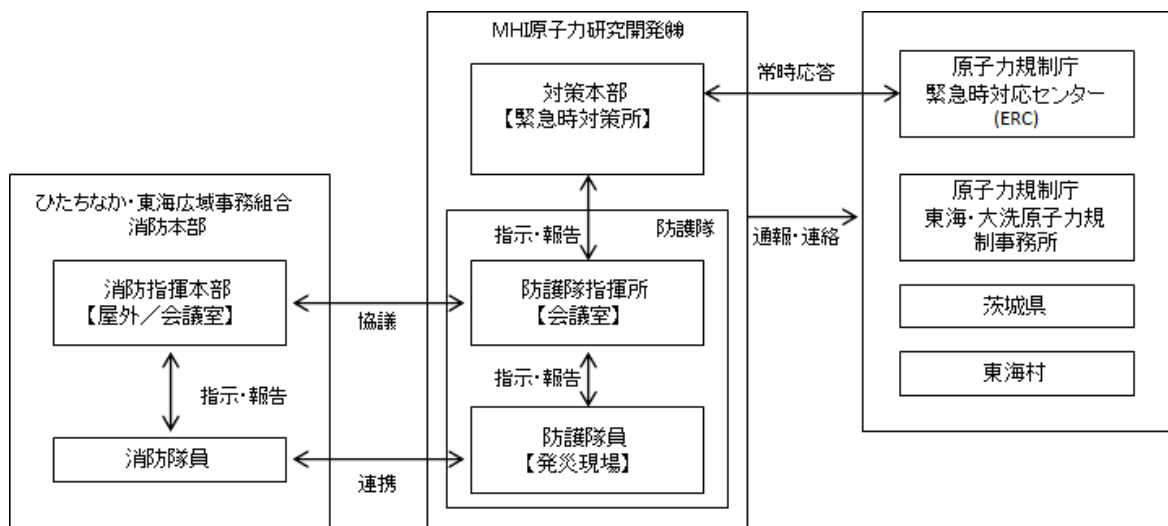 ひたちなか・東海広域事務組合
消防本部
消防指揮本部
【屋外／会議室】
指示・報告
消防隊員
協議
連携
MHI原子力研究開発㈱
対策本部
【緊急時対策所】
指示・報告
防護隊
防護隊指揮所
【会議室】
指示・報告
防護隊員
【発災現場】
常時応答
通報・連絡
原子力規制庁
緊急時対応センター
(ERC)
原子力規制庁
東海・大洗原子力規
制事務所
茨城県
東海村